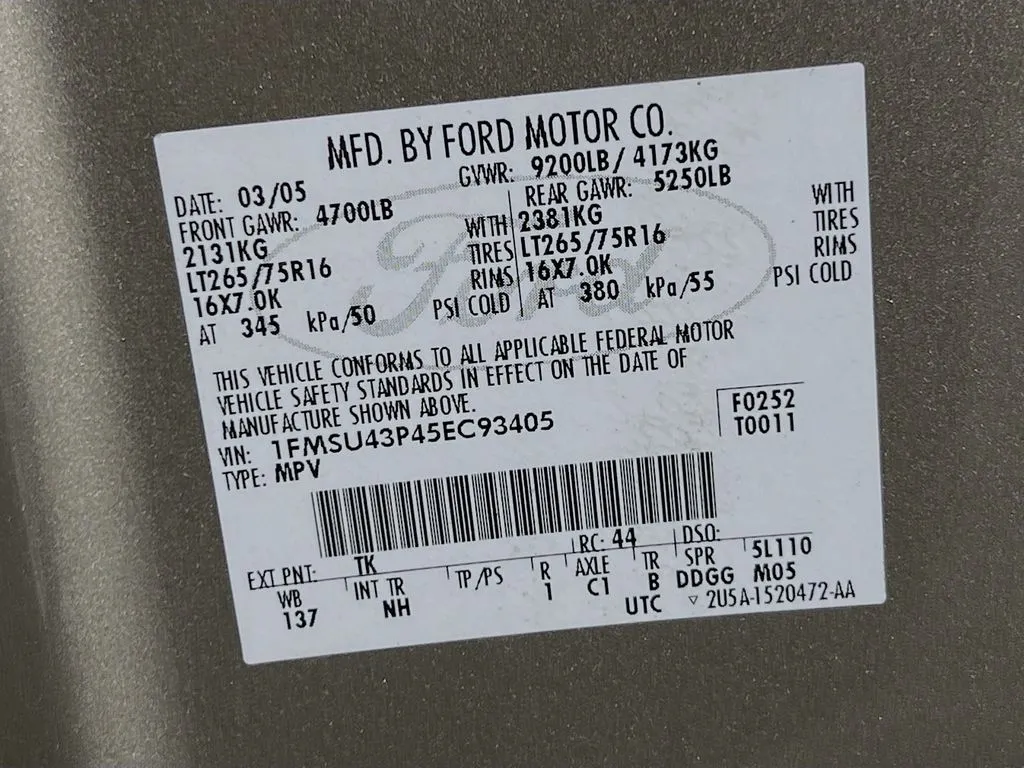 MFD. BY FORD MOTOR CO.
DATE: 03/05 GVWR: 9200LB / 4173KG
FRONT GAWR: 4700LB REAR GAWR: 5250LB
2131KG WITH 2381KG WITH
LT265/75R16 TIRES LT265/75R16 TIRES
16X7.0K RIMS 16X7.0K RIMS
AT 345 kPa/50 PSI COLD AT 380 kPa/55 PSI COLD
Ford
THIS VEHICLE CONFORMS TO ALL APPLICABLE FEDERAL MOTOR
VEHICLE SAFETY STANDARDS IN EFFECT ON THE DATE OF
MANUFACTURE SHOWN ABOVE.
VIN: 1FMSU43P45EC93405
TYPE: MPV
F0252
T0011
EXT PNT: TK RC: 44 DSO:
WB INT TR TP/PS R AXLE TR SPR 5L110
137 NH 1 C1 B DDGG M05
UTC ▽ 2U5A-1520472-AA